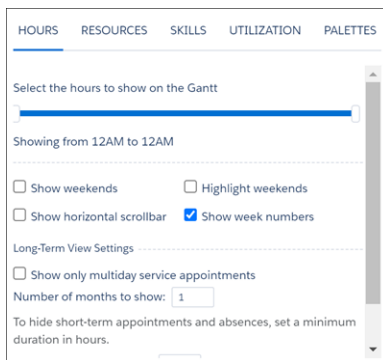 HOURS RESOURCES SKILLS UTILIZATION PALETTES
Select the hours to show on the Gantt
Showing from 12AM to 12AM
Show weekends Highlight weekends
Show horizontal scrollbar Show week numbers
Long-Term View Settings
Show only multiday service appointments
Number of months to show: 1
To hide short-term appointments and absences, set a minimum
duration in hours.